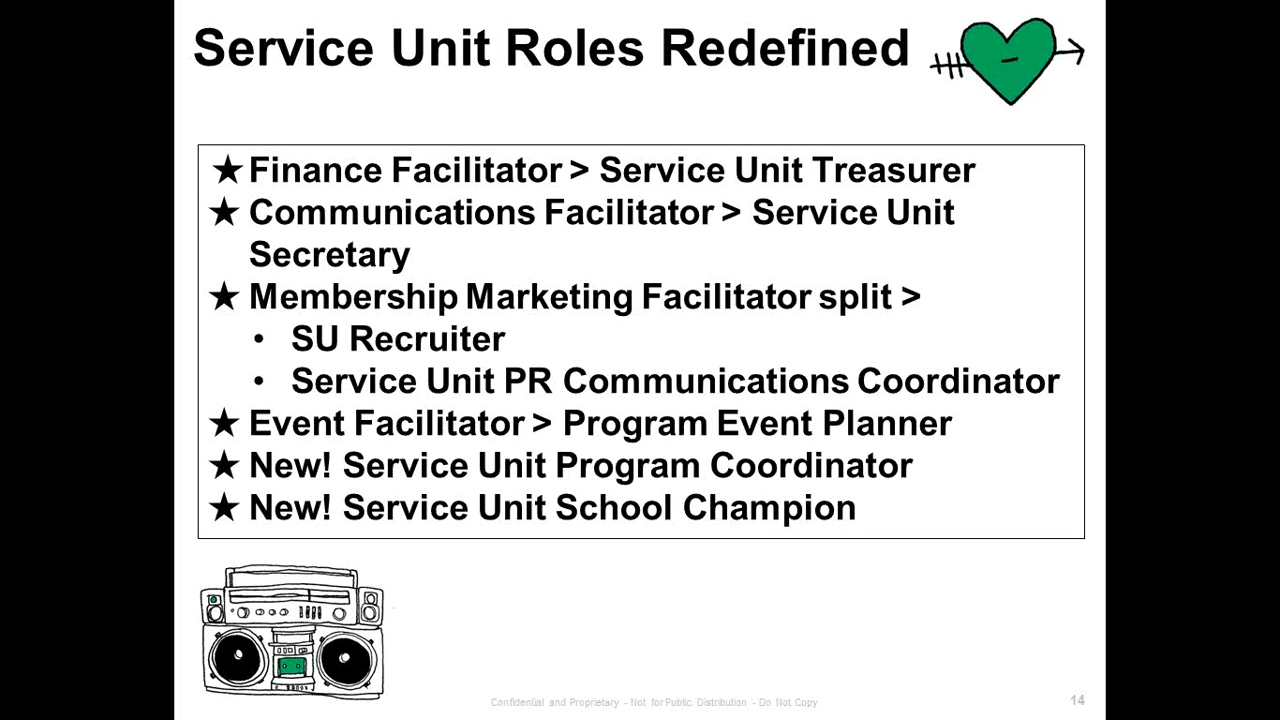 Service Unit Roles Redefined
★ Finance Facilitator > Service Unit Treasurer
★ Communications Facilitator > Service Unit
Secretary
★ Membership Marketing Facilitator split >
• SU Recruiter
• Service Unit PR Communications Coordinator
★ Event Facilitator > Program Event Planner
★ New! Service Unit Program Coordinator
★ New! Service Unit School Champion
Confidential and Proprietary - Not for Public. Distribution - Do Not Copy
14